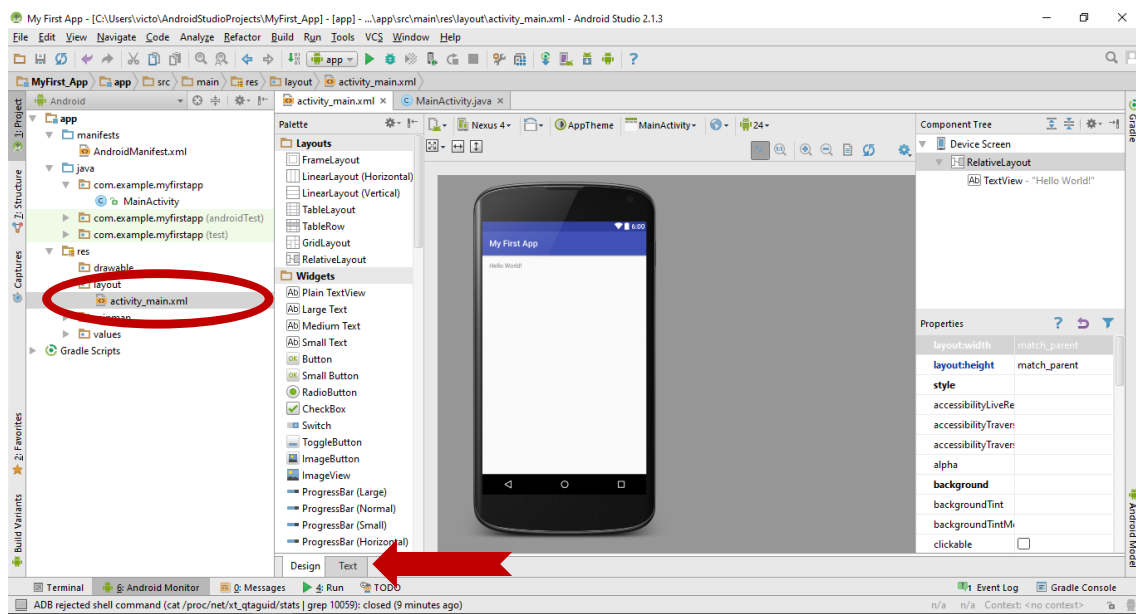 My First App - [C:\Users\victo\AndroidStudioProjects\MyFirst_App] - [app] - ...\app\src\main\res\layout\activity_main.xml - Android Studio 2.1.3
File Edit View Navigate Code Analyze Refactor Build Run Tools VCS Window Help
app
MyFirst_App app src main res layout activity_main.xml
Android
activity_main.xml
MainActivity.java
1: Project
7: Structure
Captures
2: Favorites
Build Variants
app
manifests
AndroidManifest.xml
java
com.example.myfirstapp
MainActivity
com.example.myfirstapp (androidTest)
com.example.myfirstapp (test)
res
drawable
layout
activity_main.xml
values
Gradle Scripts
Palette
Layouts
FrameLayout
LinearLayout (Horizontal)
LinearLayout (Vertical)
TableLayout
TableRow
GridLayout
RelativeLayout
Widgets
Plain TextView
Large Text
Medium Text
Small Text
Button
Small Button
RadioButton
CheckBox
Switch
ToggleButton
ImageButton
ImageView
ProgressBar (Large)
ProgressBar (Normal)
ProgressBar (Small)
ProgressBar (Horizontal)
Design Text
Nexus 4 AppTheme MainActivity 24
6:00
My First App
Hello World!
Component Tree
Device Screen
RelativeLayout
TextView - "Hello World!"
Properties
layout:width match_parent
layout:height match_parent
style
accessibilityLiveRe
accessibilityTravers
accessibilityTravers
alpha
background
backgroundTint
backgroundTintM
clickable
Gradle
Android Model
Terminal 6: Android Monitor 0: Messages 4: Run TODO
1 Event Log Gradle Console
ADB rejected shell command (cat /proc/net/xt_qtaguid/stats | grep 10059): closed (9 minutes ago)
n/a n/a Context: <no context>